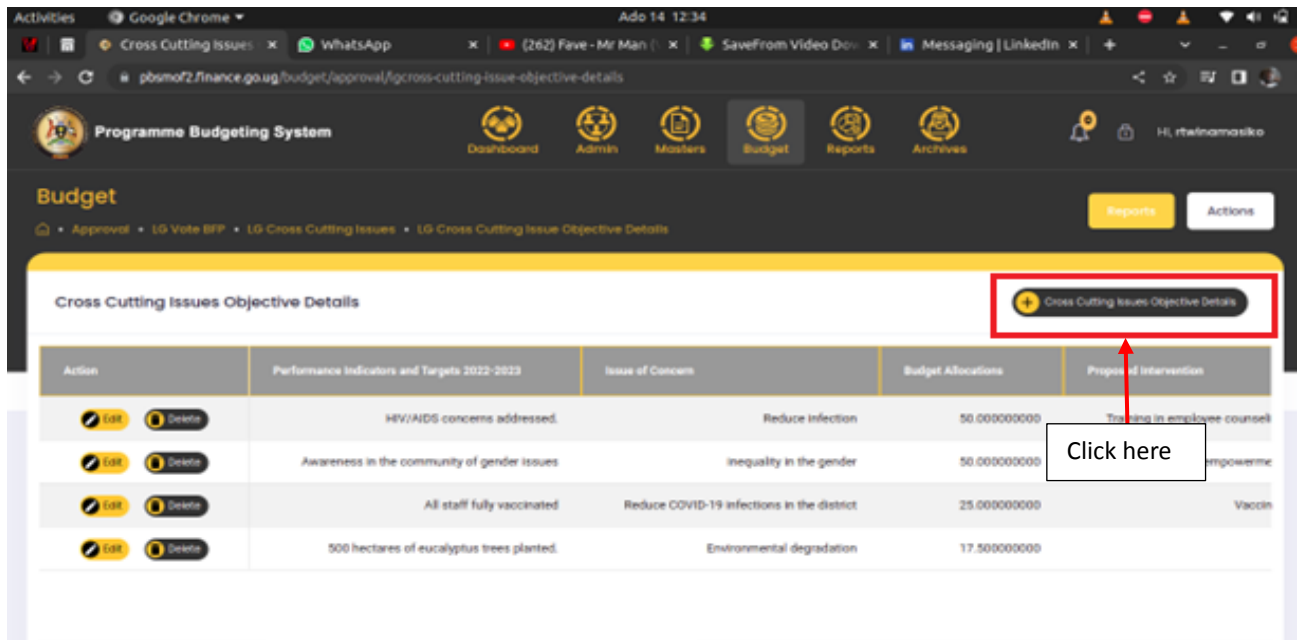 Activities Google Chrome Ado 14 12:34
Cross Cutting Issues × WhatsApp × (262) Fave - Mr Man ( × SaveFrom Video Dow × Messaging | LinkedIn × +
pbsmof2.finance.go.ug/budget/approval/lgcross-cutting-issue-objective-details
Programme Budgeting System
Dashboard Admin Masters Budget Reports Archives
Hi, rtwinamasiko
Budget
Reports Actions
Approval • LG Vote BFP • LG Cross Cutting Issues • LG Cross Cutting Issue Objective Details
Cross Cutting Issues Objective Details
+ Cross Cutting Issues Objective Details
Action Performance Indicators and Targets 2022-2023 Issue of Concern Budget Allocations Proposed Intervention
Edit Delete HIV/AIDS concerns addressed. Reduce infection 50.000000000 Training in employee counseli
Click here
Edit Delete Awareness in the community of gender issues inequality in the gender 50.000000000 empowerme
Edit Delete All staff fully vaccinated Reduce COVID-19 infections in the district 25.000000000 Vaccin
Edit Delete 500 hectares of eucalyptus trees planted. Environmental degradation 17.500000000